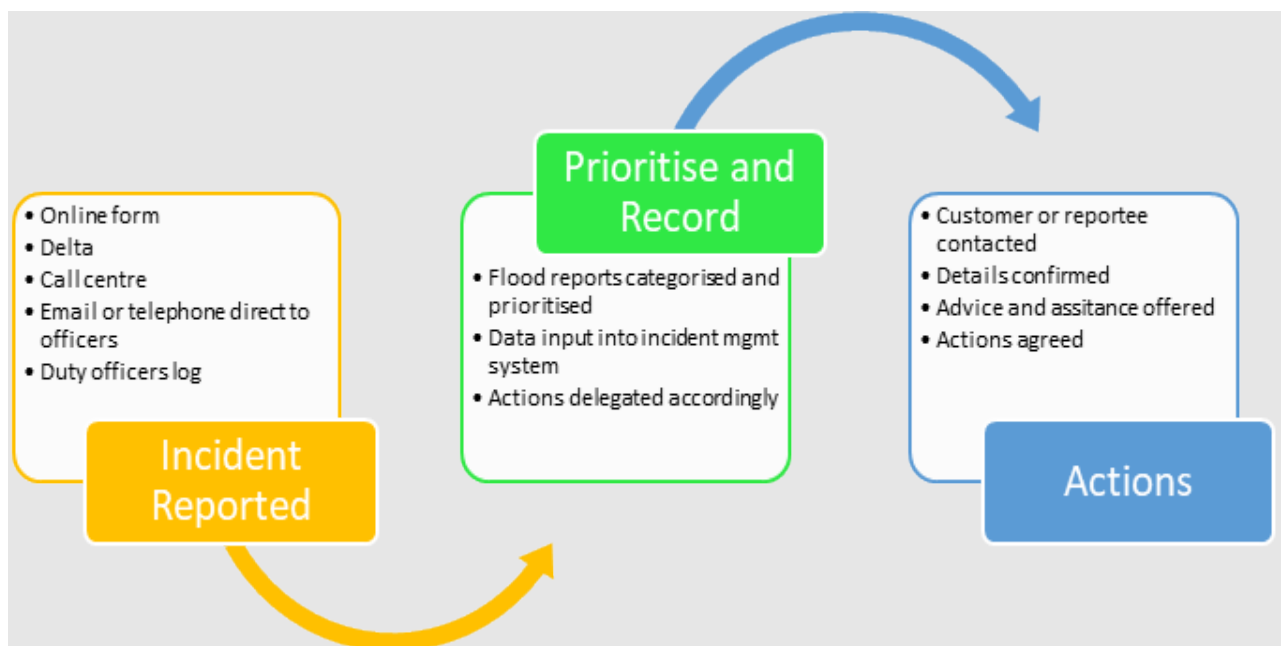 • Online form
• Delta
• Call centre
• Email or telephone direct to
officers
• Duty officers log
Incident
Reported
Prioritise and
Record
• Flood reports categorised and
prioritised
• Data input into incident mgmt
system
• Actions delegated accordingly
• Customer or reportee
contacted
• Details confirmed
• Advice and assitance offered
• Actions agreed
Actions